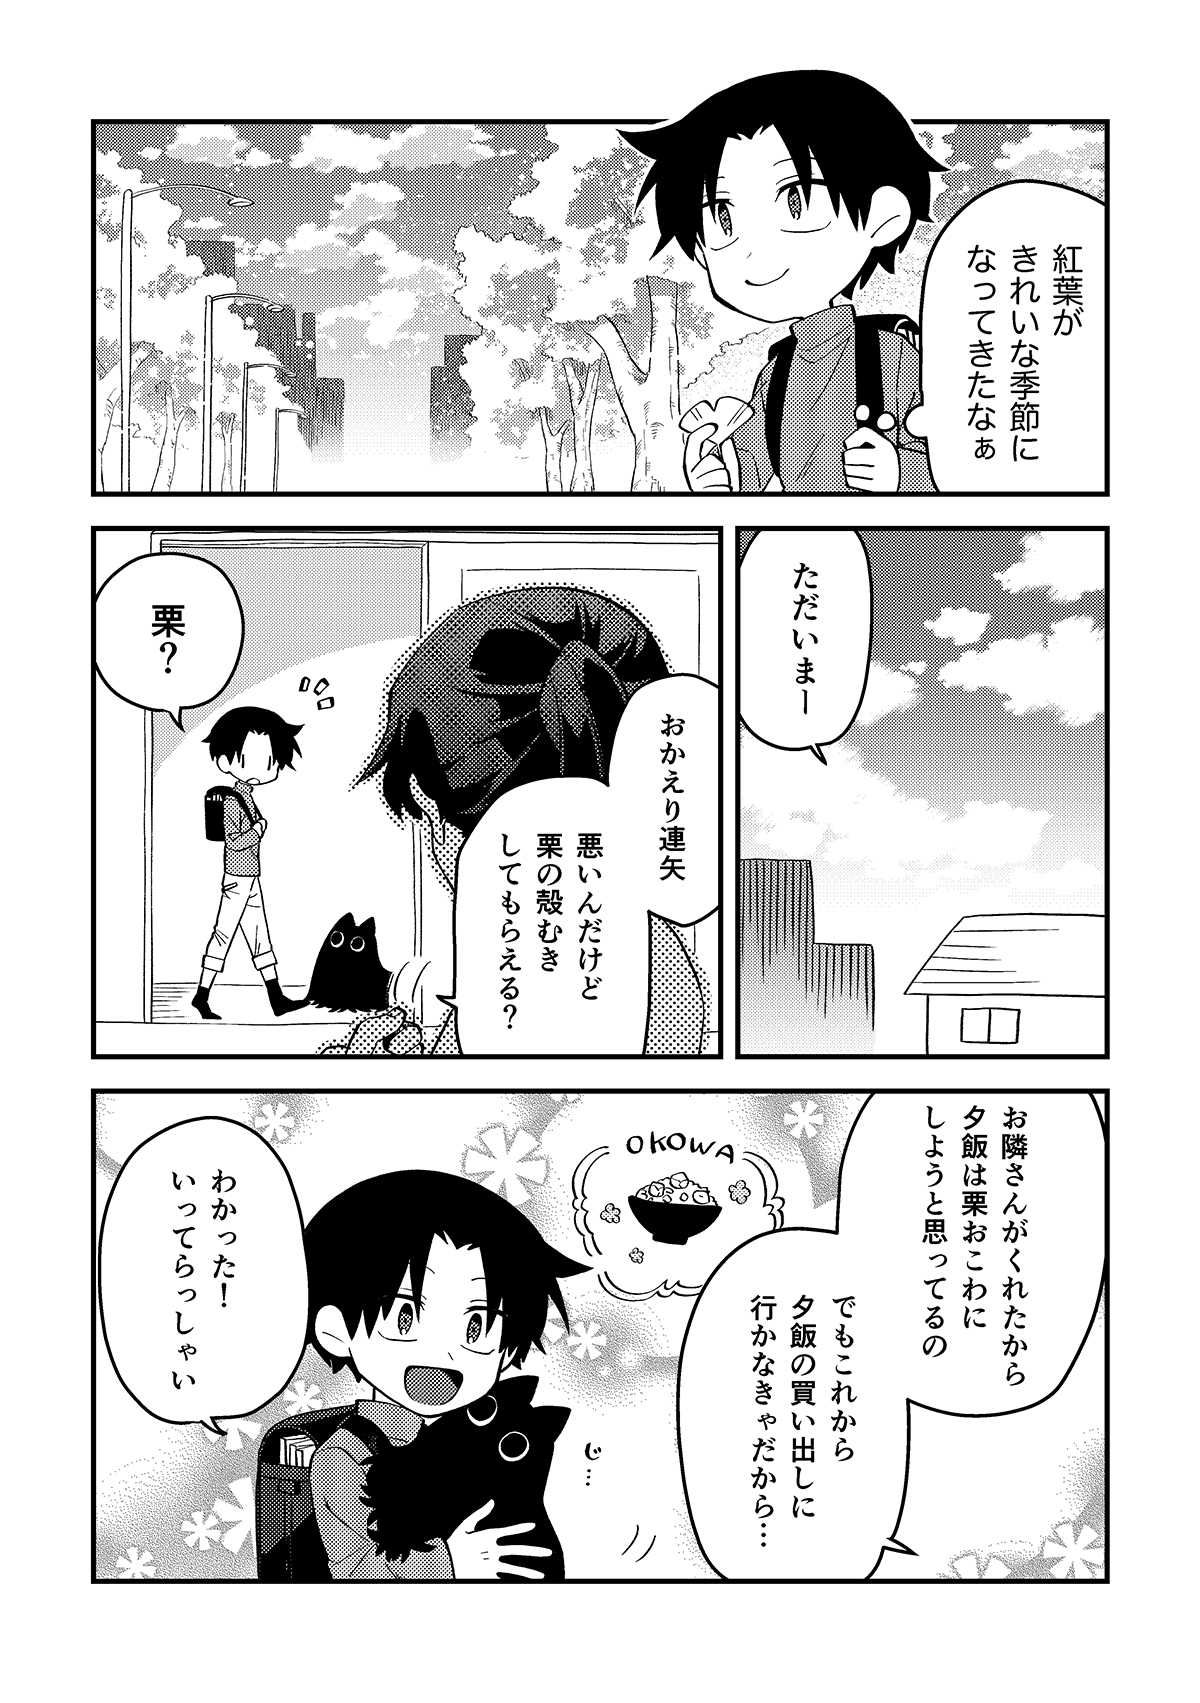 紅葉が
きれいな季節に
なってきたなぁ
ただいまー
おかえり連矢
悪いんだけど
栗の殻むき
してもらえる?
栗?
お隣さんがくれたから
夕飯は栗おこわに
しようと思ってるの
でもこれから
夕飯の買い出しに
行かなきゃだから…
OKOWA
じ…
わかった!
いってらっしゃい